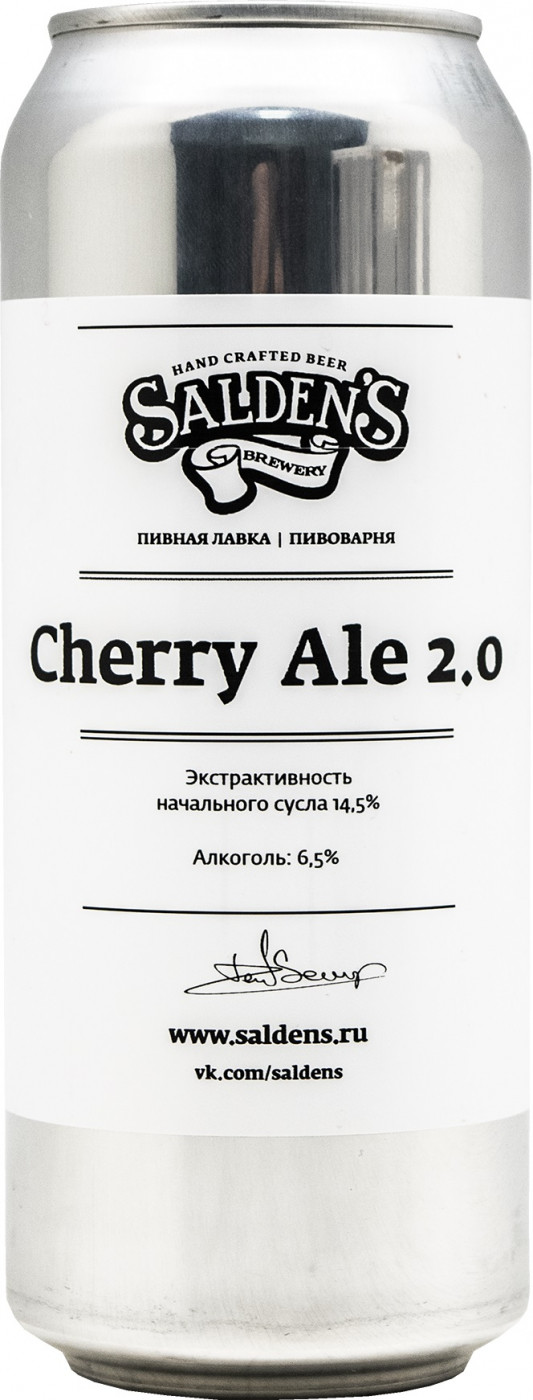 HAND CRAFTED BEER
SALDEN'S
BREWERY
ПИВНАЯ ЛАВКА | ПИВОВАРНЯ
Cherry Ale 2.0
Экстрактивность
начального сусла 14,5%
Алкоголь: 6,5%
www.saldens.ru
vk.com/saldens